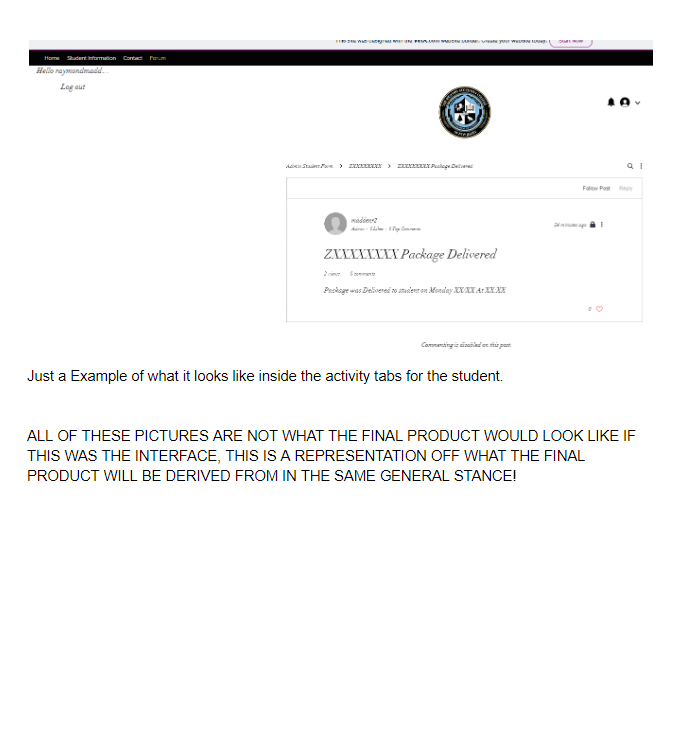 This site was designed with the WIX.com website builder. Create your website today. Start Now
Home Student Information Contact Forum
Hello raymondmadd...
Log out
Admin Student Form > ZXXXXXXXX > ZXXXXXXXX Package Delivered
Follow Post Reply
maddenr2
Admin
24 minutes ago
ZXXXXXXXX Package Delivered
2 views 0 comments
Package was Delivered to student on Monday XX/XX At XX:XX
0
Commenting is disabled on this post.
Just a Example of what it looks like inside the activity tabs for the student.
ALL OF THESE PICTURES ARE NOT WHAT THE FINAL PRODUCT WOULD LOOK LIKE IF
THIS WAS THE INTERFACE, THIS IS A REPRESENTATION OFF WHAT THE FINAL
PRODUCT WILL BE DERIVED FROM IN THE SAME GENERAL STANCE!